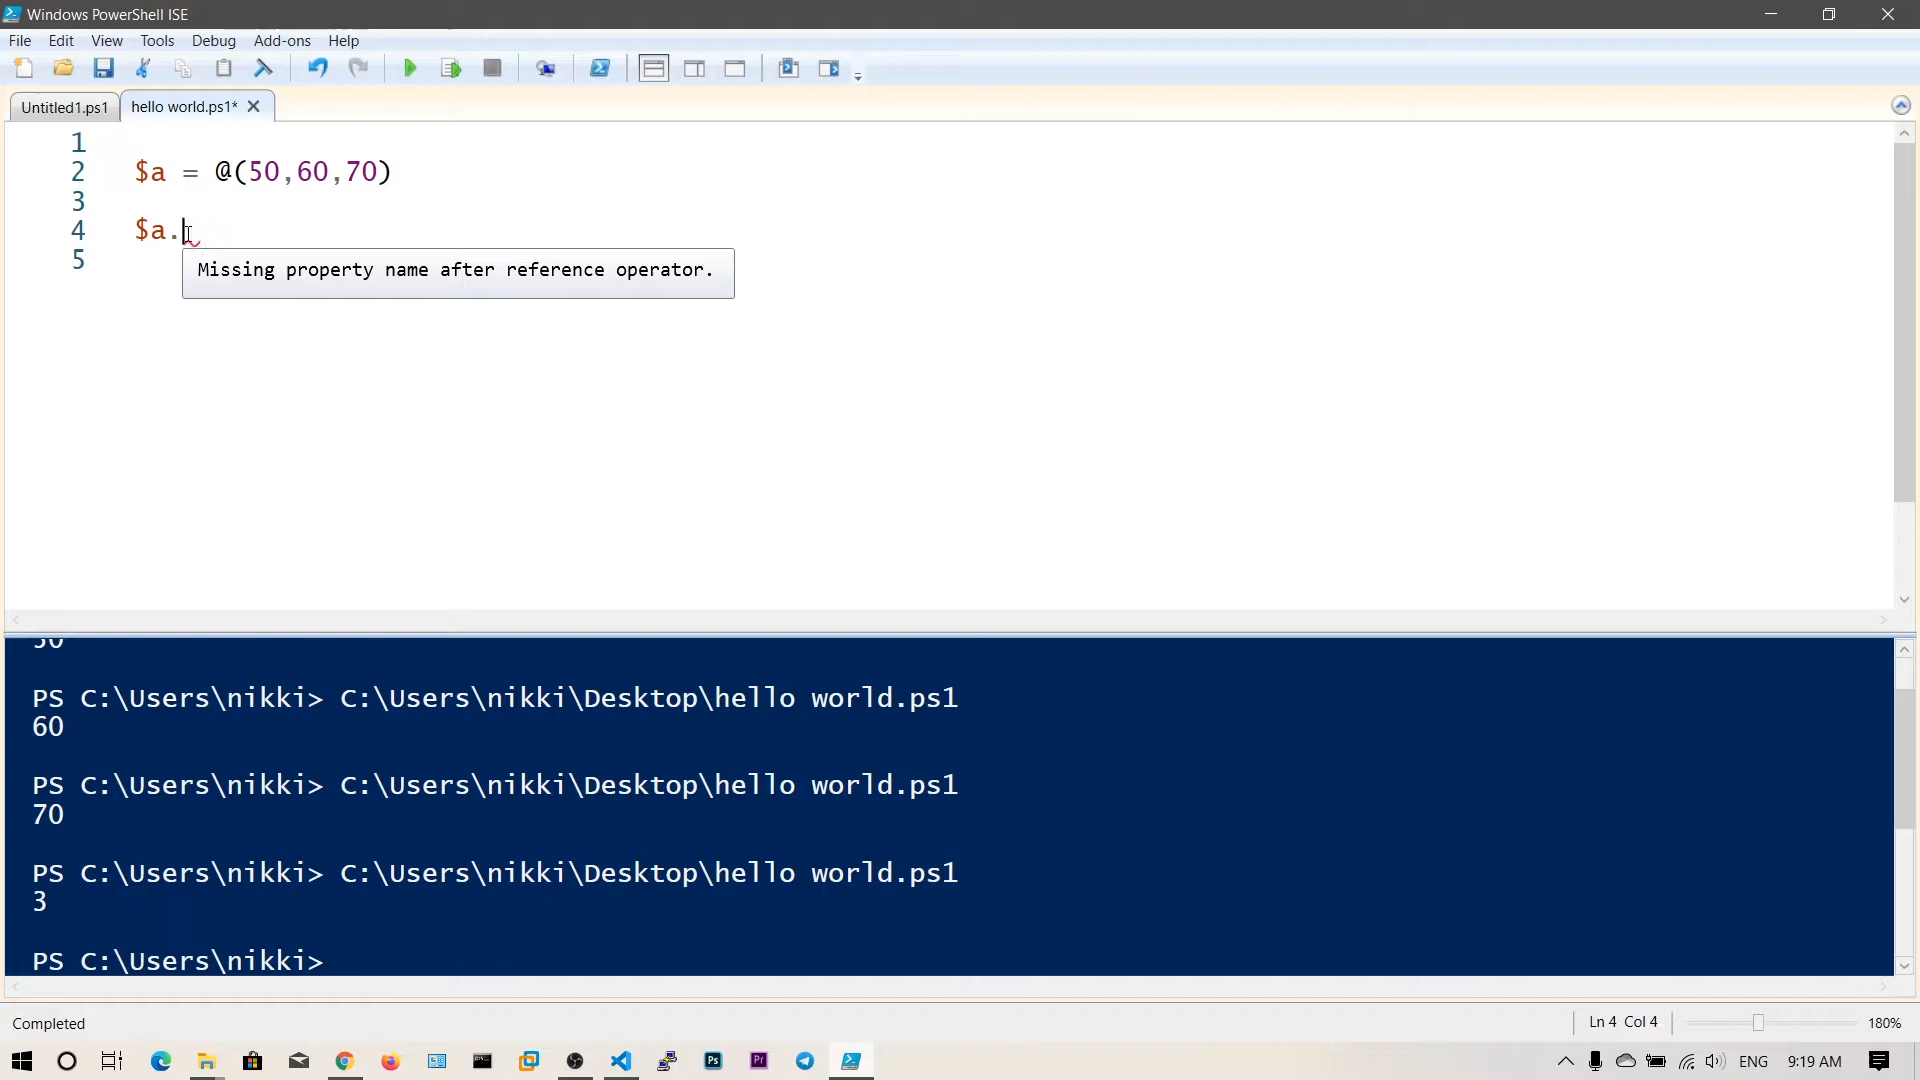 Windows PowerShell ISE
File Edit View Tools Debug Add-ons Help
Untitled1.ps1 hello world.ps1*
1
2 $a = @(50,60,70)
3
4 $a.
5
Missing property name after reference operator.
PS C:\Users\nikki> C:\Users\nikki\Desktop\hello world.ps1
60
PS C:\Users\nikki> C:\Users\nikki\Desktop\hello world.ps1
70
PS C:\Users\nikki> C:\Users\nikki\Desktop\hello world.ps1
3
PS C:\Users\nikki>
Completed Ln 4 Col 4 180%
Ps Pr ENG 9:19 AM